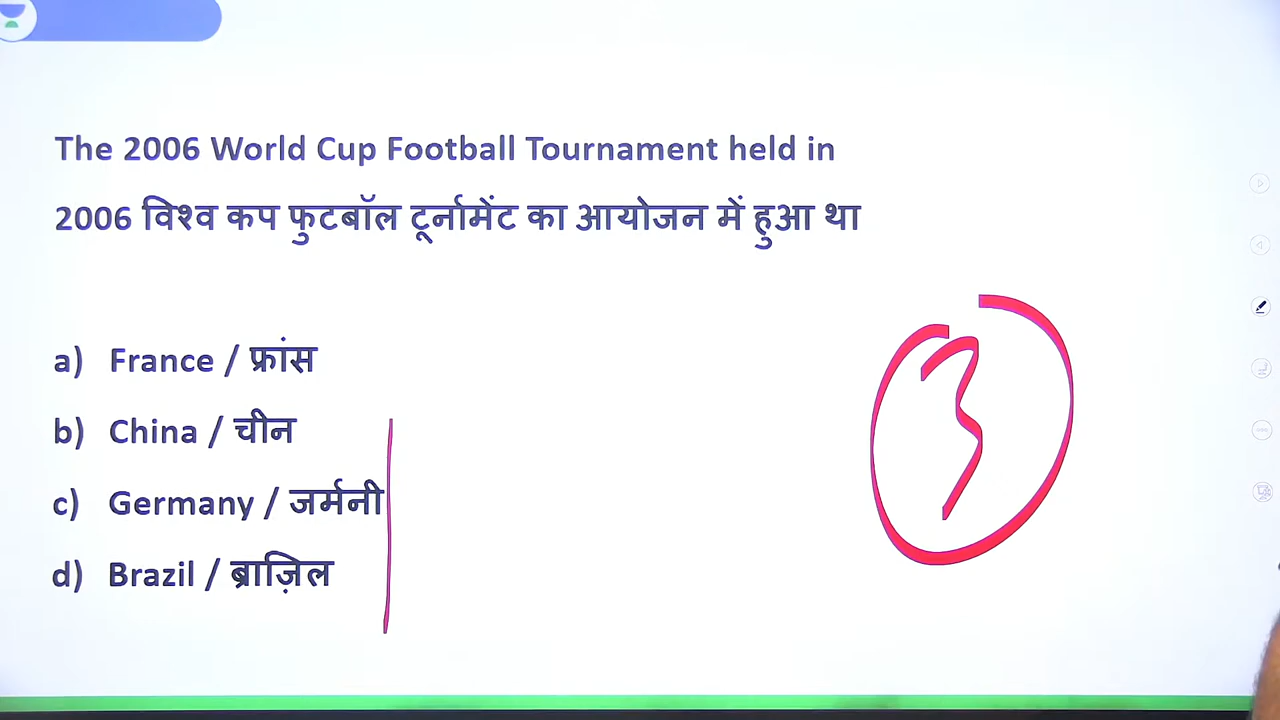 The 2006 World Cup Football Tournament held in
2006 विश्व कप फुटबॉल टूर्नामेंट का आयोजन में हुआ था
a) France / फ्रांस
b) China / चीन
c) Germany / जर्मनी
d) Brazil / ब्राज़िल
3